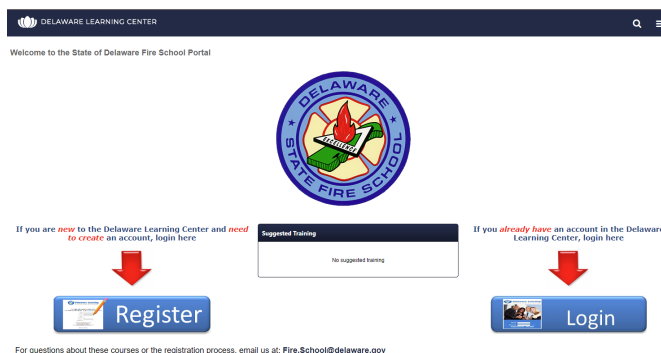 DELAWARE LEARNING CENTER
Welcome to the State of Delaware Fire School Portal
DELAWARE
EXCELLENCE
STATE FIRE SCHOOL
If you are new to the Delaware Learning Center and need
to create an account, login here
Suggested Training
No suggested training
If you already have an account in the Delaware
Learning Center, login here
Register
Login
For questions about these courses or the registration process, email us at: Fire.School@delaware.gov